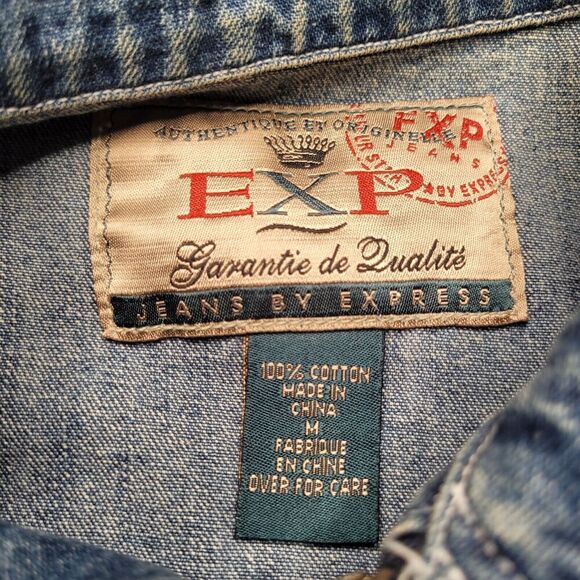 AUTHENTIQUE ET ORIGINELLE
EXP
JEANS
BY EXPRESS
EXP
Garantie de Qualité
JEANS BY EXPRESS
100% COTTON
MADE IN
CHINA
M
FABRIQUE
EN CHINE
OVER FOR CARE